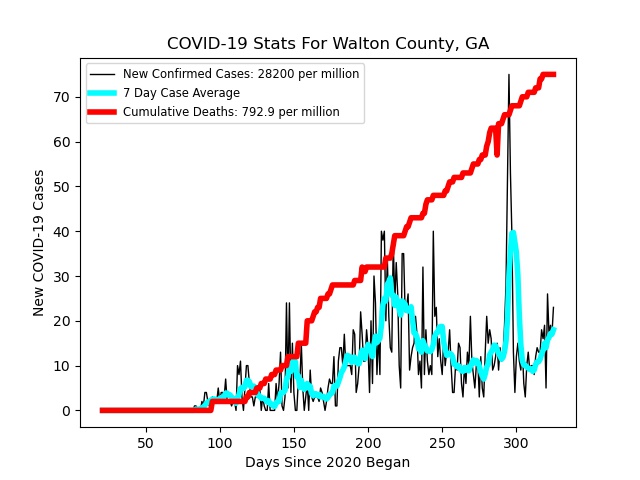 COVID-19 Stats For Walton County, GA
New Confirmed Cases: 28200 per million
7 Day Case Average
Cumulative Deaths: 792.9 per million
New COVID-19 Cases
70
60
50
40
30
20
10
0
50 100 150 200 250 300
Days Since 2020 Began